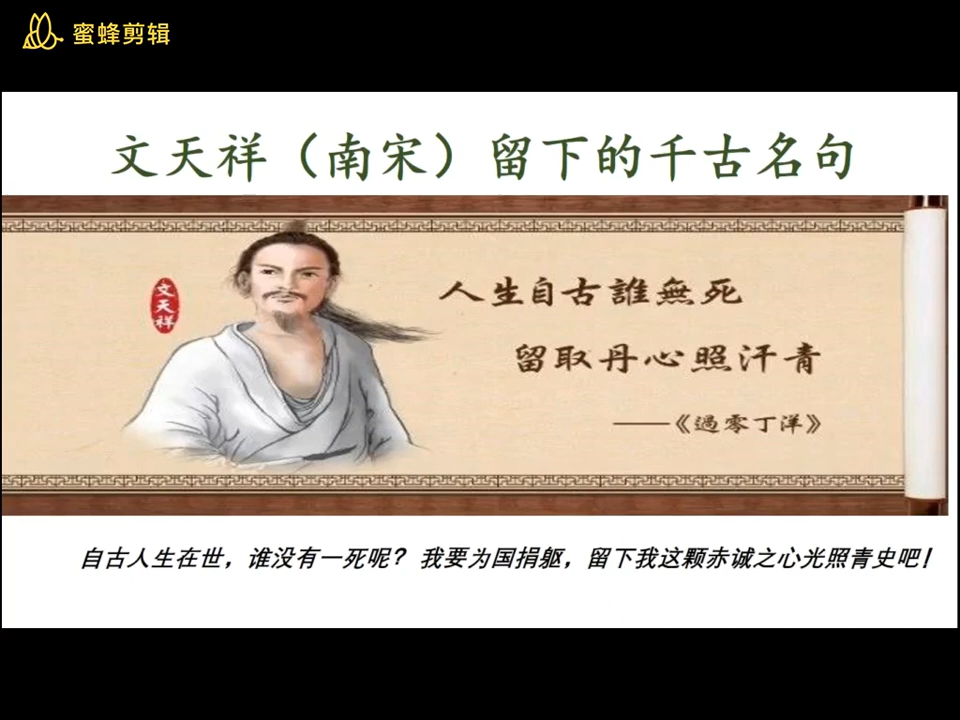 蜜蜂剪辑
文天祥（南宋）留下的千古名句
文天祥
人生自古誰無死
留取丹心照汗青
——《過零丁洋》
自古人生在世，谁没有一死呢？我要为国捐躯，留下我这颗赤诚之心光照青史吧！